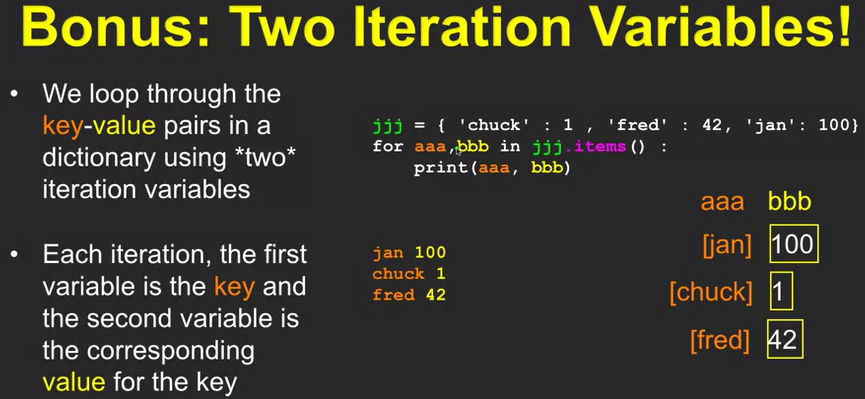 Bonus: Two Iteration Variables!
• We loop through the
key-value pairs in a
dictionary using *two*
iteration variables
• Each iteration, the first
variable is the key and
the second variable is
the corresponding
value for the key
jjj = { 'chuck' : 1 , 'fred' : 42, 'jan': 100}
for aaa,bbb in jjj.items() :
    print(aaa, bbb)
jan 100
chuck 1
fred 42
aaa bbb
[jan] 100
[chuck] 1
[fred] 42